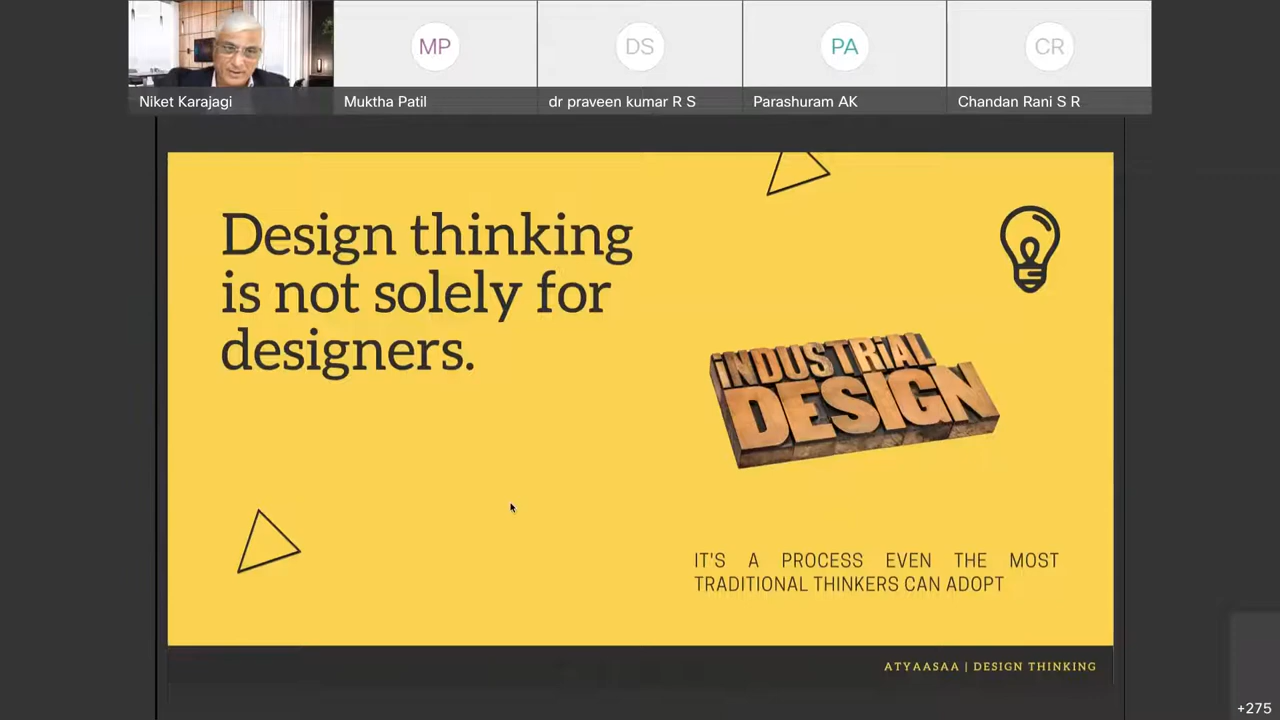 MP
DS
PA
CR
Niket Karajagi
Muktha Patil
dr praveen kumar R S
Parashuram AK
Chandan Rani S R
Design thinking
is not solely for
designers.
iNDUSTRiAL
DESIGN
IT'S A PROCESS EVEN THE MOST
TRADITIONAL THINKERS CAN ADOPT
ATYAASAA | DESIGN THINKING
+275